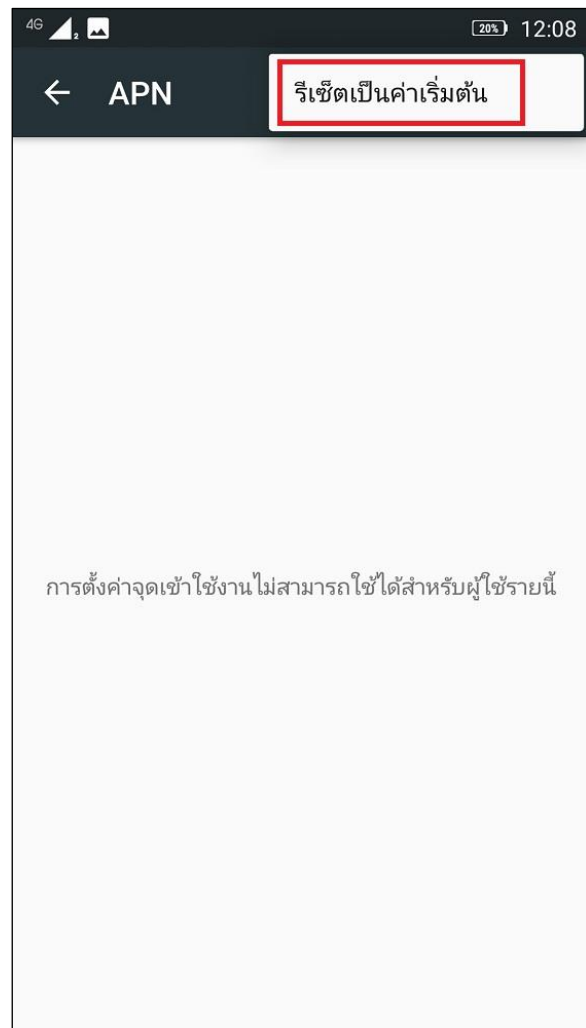 4G 2 20% 12:08
APN รีเซ็ตเป็นค่าเริ่มต้น
การตั้งค่าจุดเข้าใช้งานไม่สามารถใช้ได้สำหรับผู้ใช้รายนี้